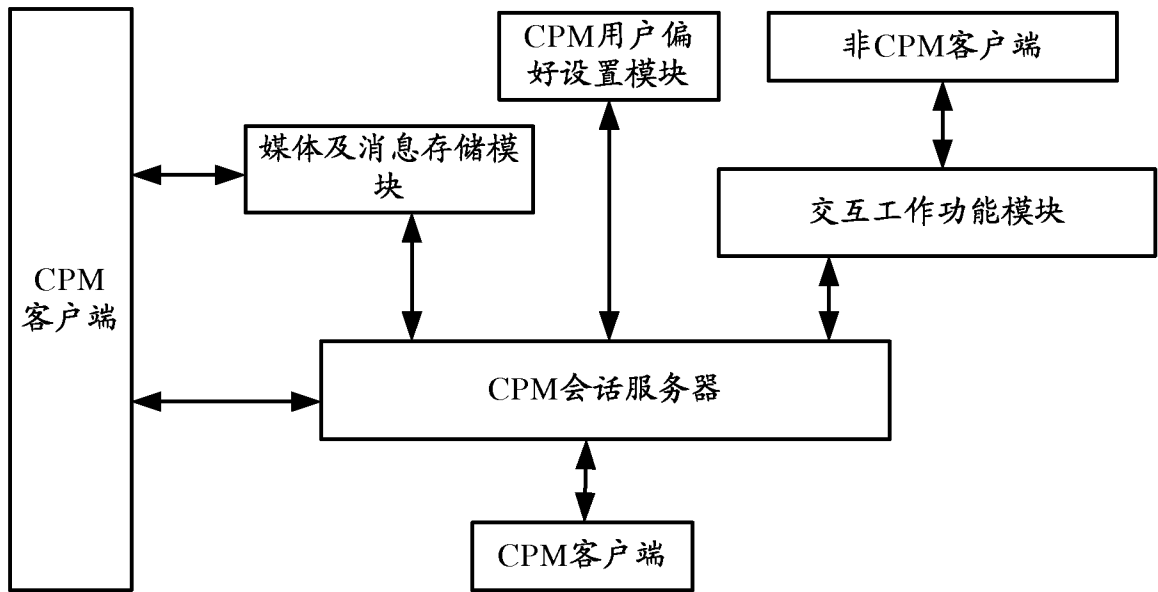 CPM用户偏
好设置模块
非CPM客户端
媒体及消息存储模
块
交互工作功能模块
CPM
客户端
CPM会话服务器
CPM客户端